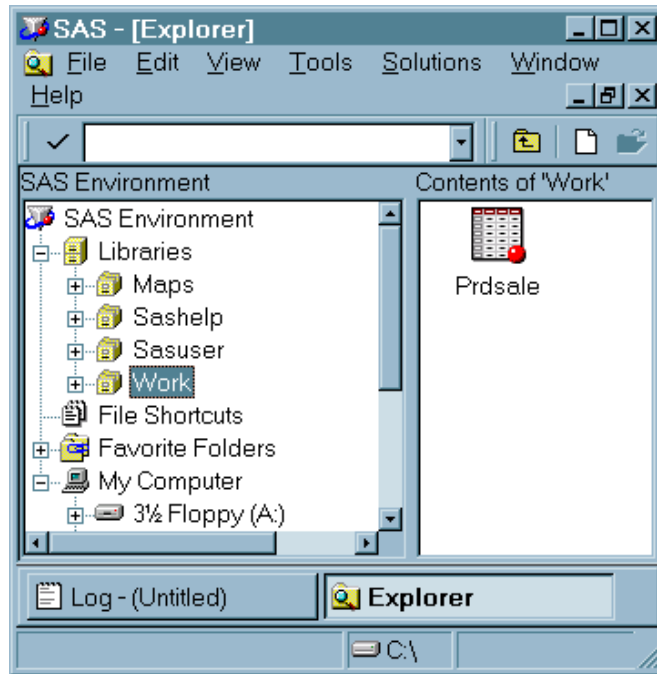 SAS - [Explorer]
File Edit View Tools Solutions Window
Help
SAS Environment
Contents of 'Work'
SAS Environment
Libraries
Maps
Sashelp
Sasuser
Work
File Shortcuts
Favorite Folders
My Computer
3½ Floppy (A:)
Prdsale
Log - (Untitled)
Explorer
C:\